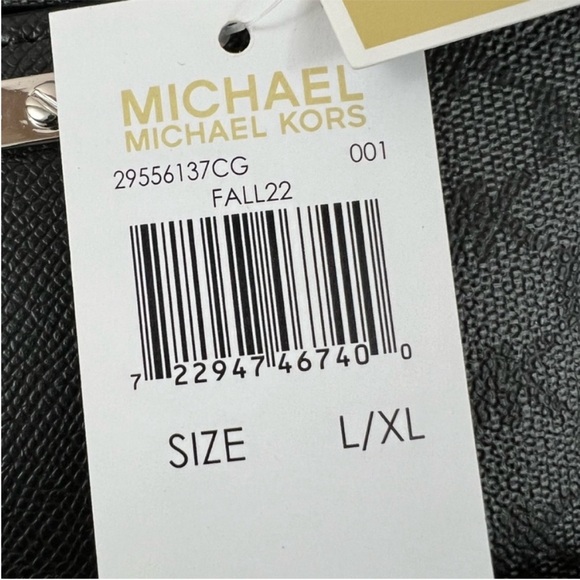 MICHAEL
MICHAEL KORS
29556137CG 001
FALL22
7 22947 46740 0
SIZE L/XL